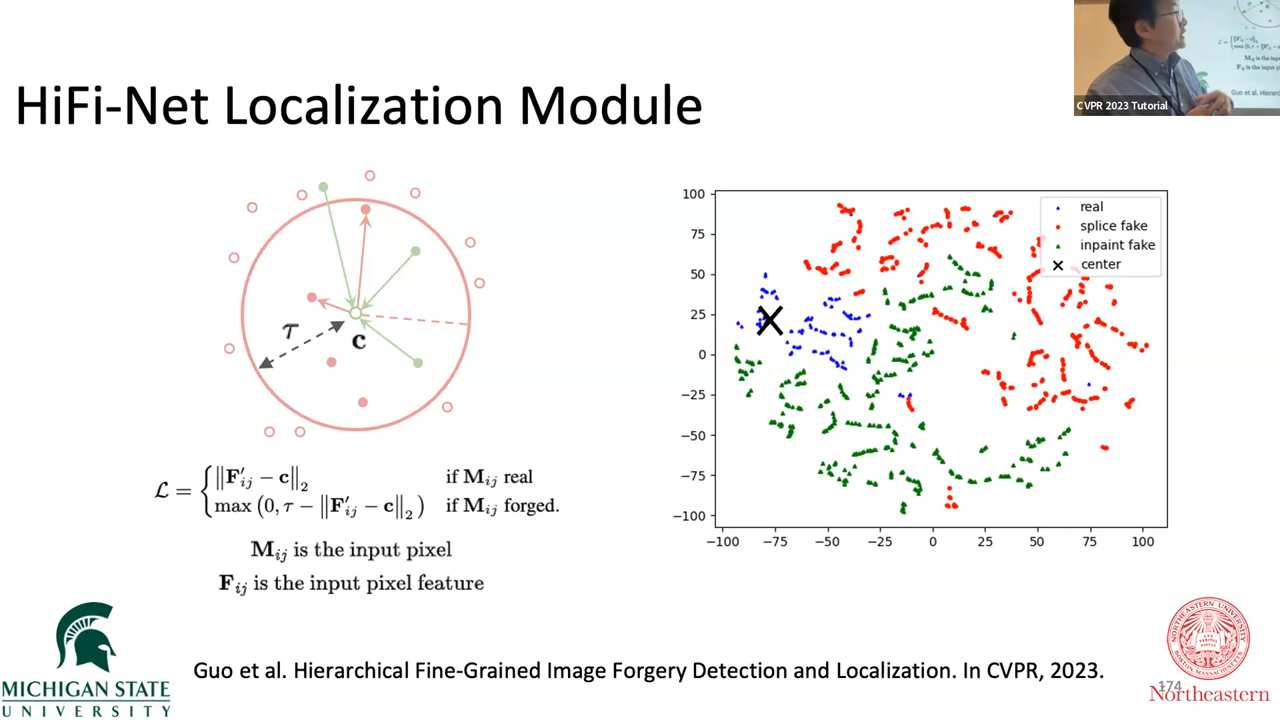 HiFi-Net Localization Module
CVPR 2023 Tutorial
τ
c
ℒ = { ‖F′ij − c‖2 if Mij real
max (0, τ − ‖F′ij − c‖2) if Mij forged.
Mij is the input pixel
Fij is the input pixel feature
real
splice fake
inpaint fake
center
100
75
50
25
0
−25
−50
−75
−100
−100 −75 −50 −25 0 25 50 75 100
Guo et al. Hierarchical Fine-Grained Image Forgery Detection and Localization. In CVPR, 2023.
MICHIGAN STATE
UNIVERSITY
174
Northeastern